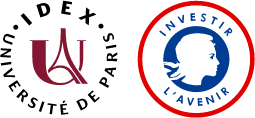 · IDEX ·
UNIVERSITÉ DE PARIS
INVESTIR
L'AVENIR